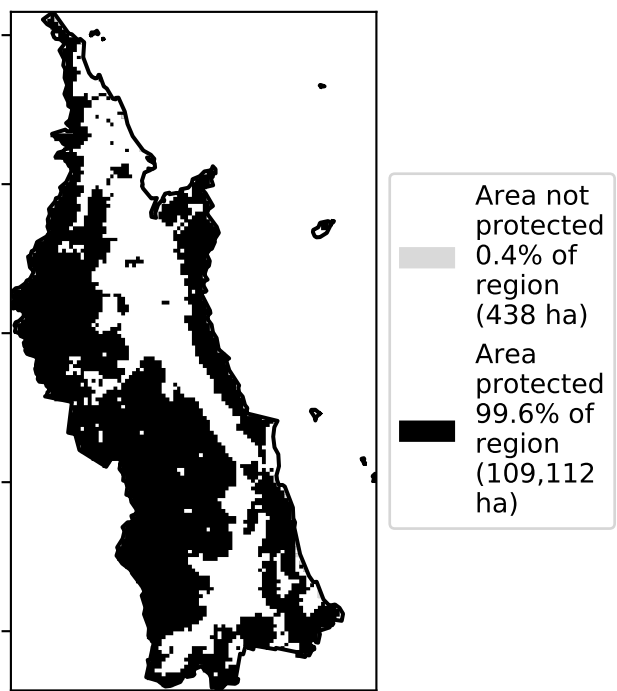 Area not
protected
0.4% of
region
(438 ha)
Area
protected
99.6% of
region
(109,112
ha)